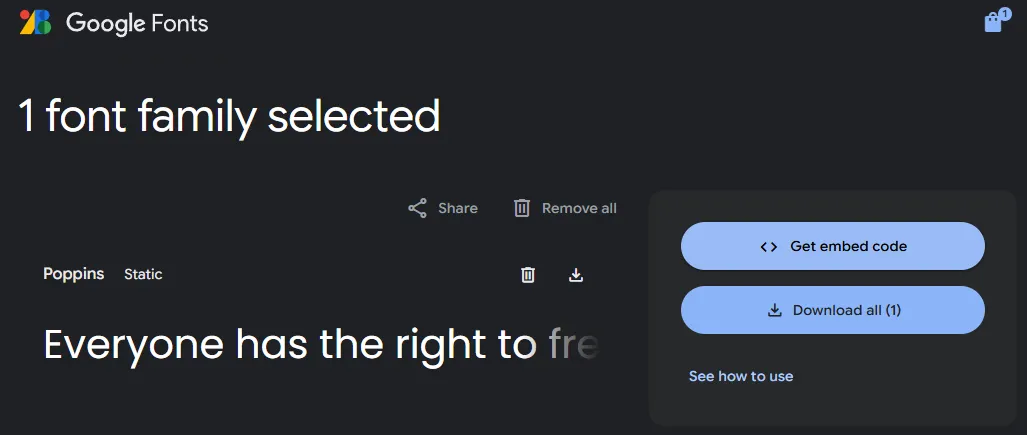 Google Fonts
1
1 font family selected
Share
Remove all
Poppins Static
Everyone has the right to fre
Get embed code
Download all (1)
See how to use